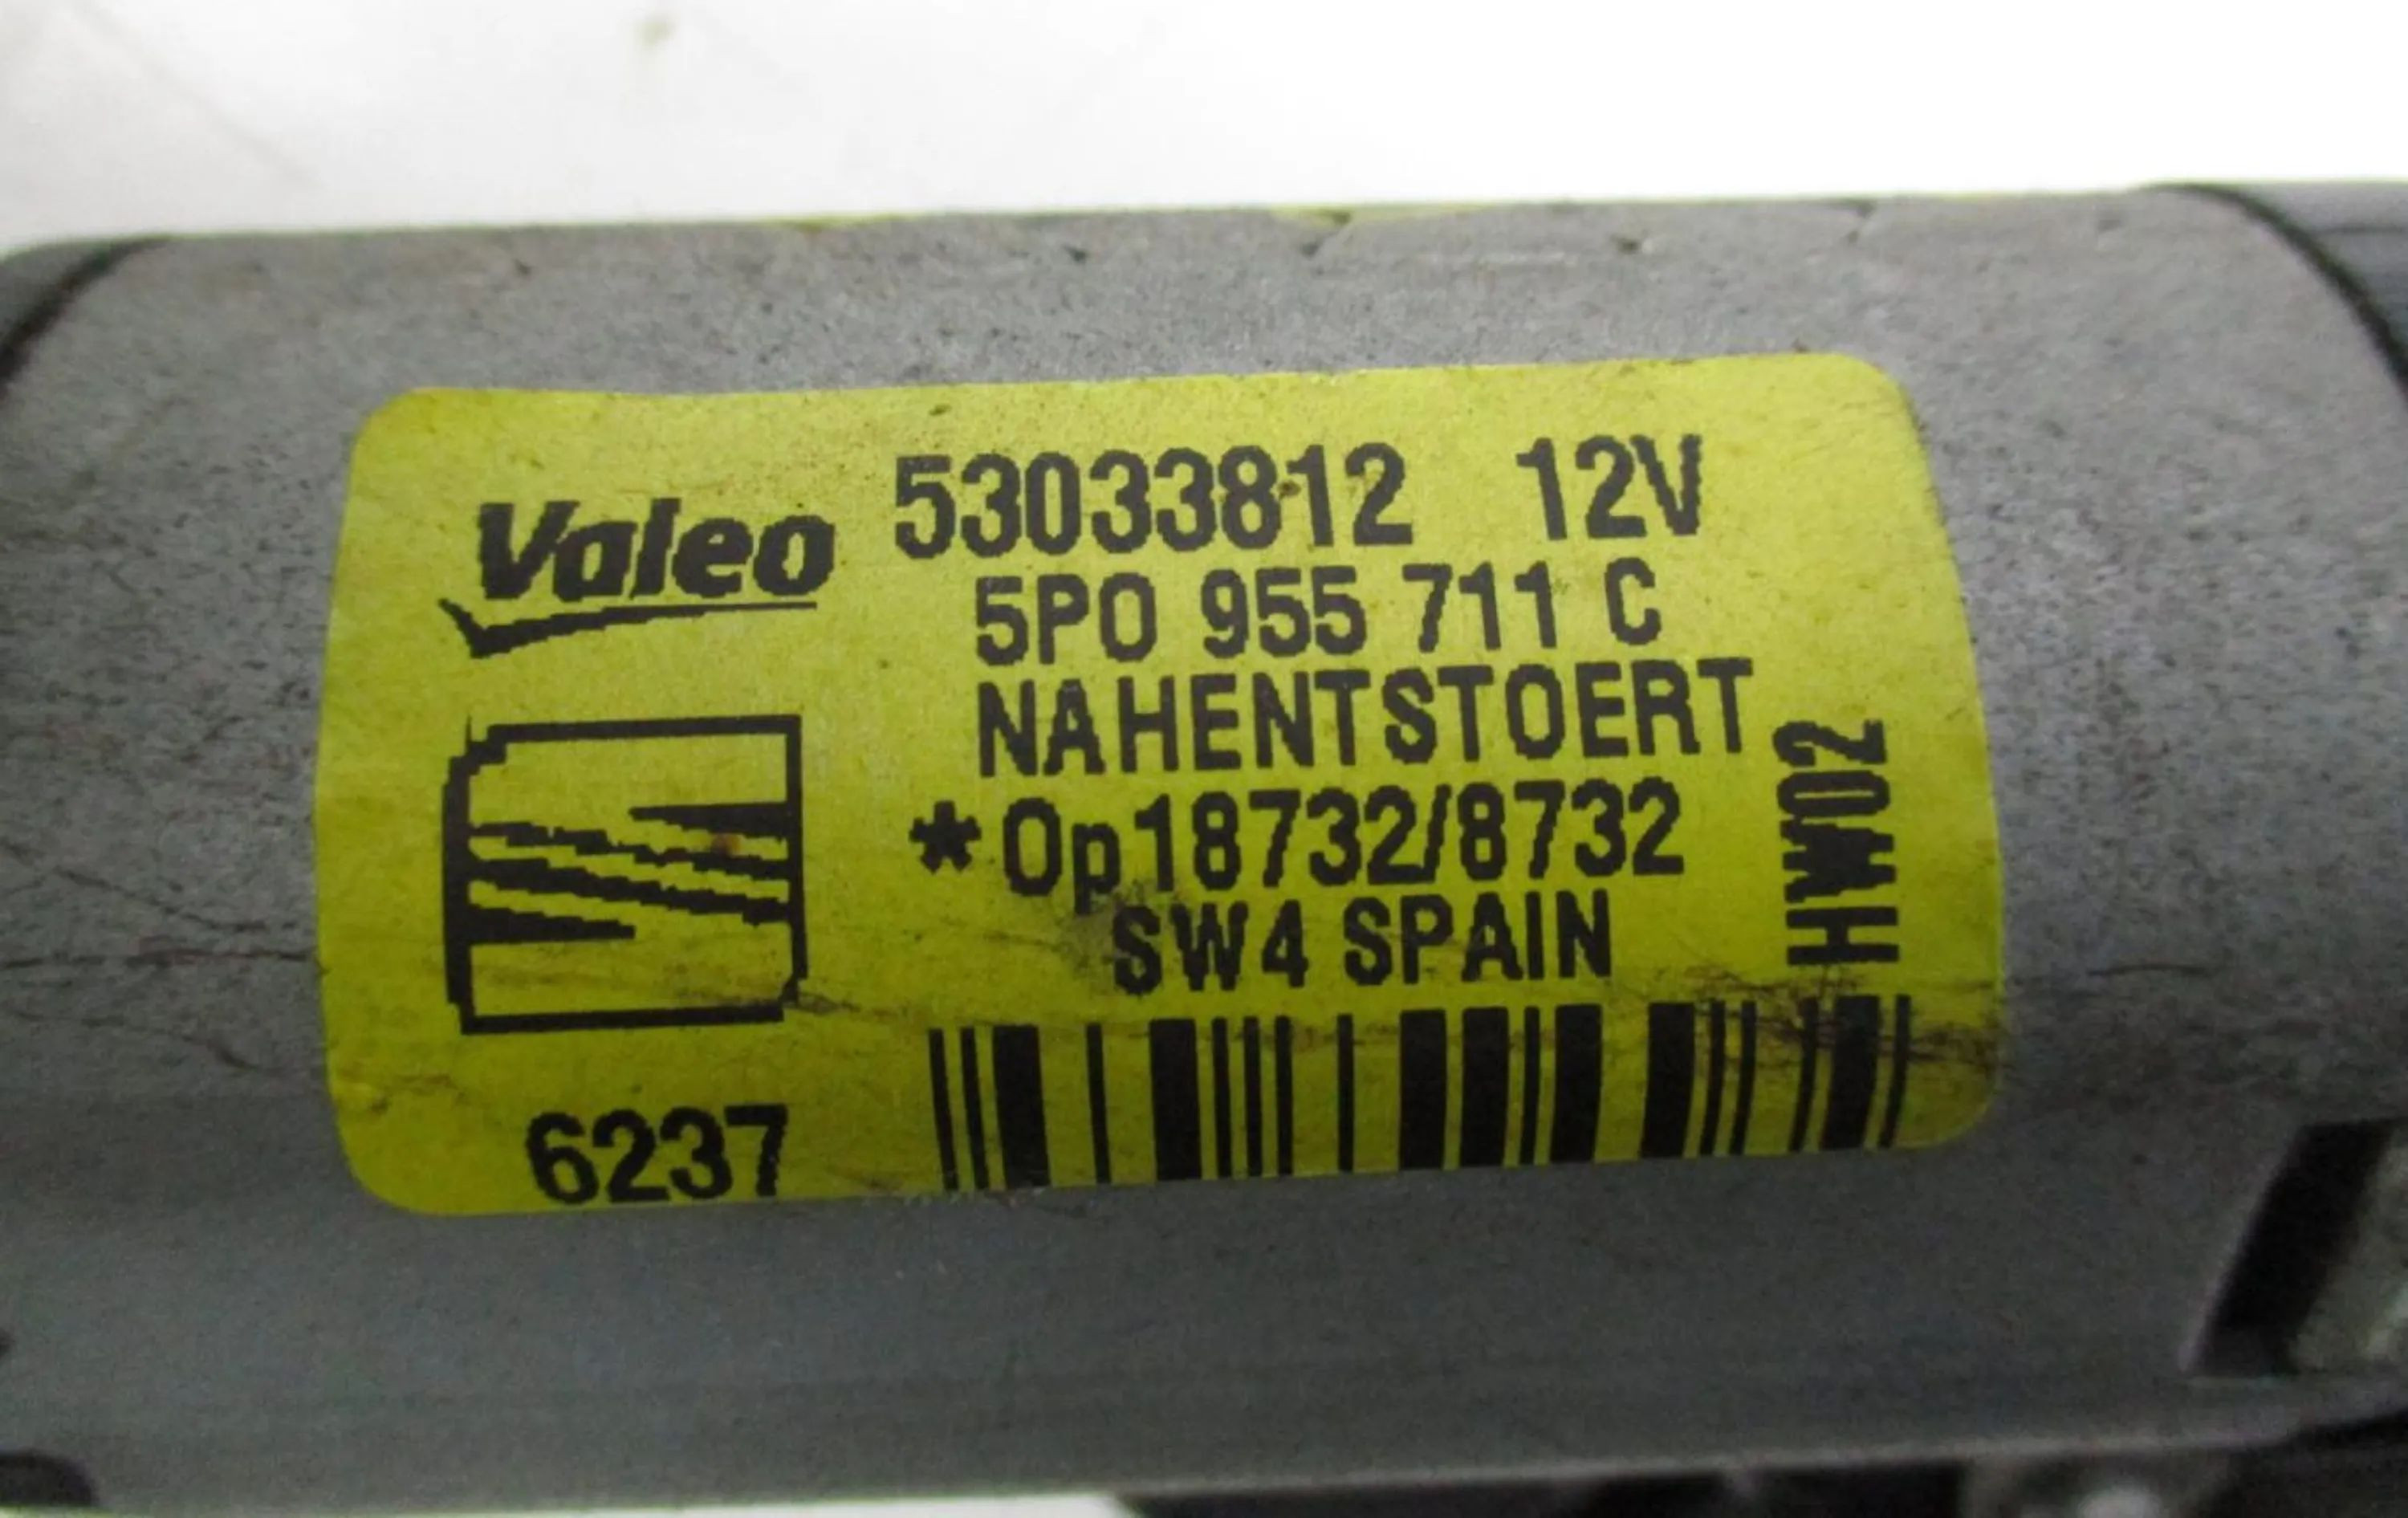 Valeo 53033812 12V
5P0 955 711 C
NAHENTSTOERT
*Op18732/8732
SW4 SPAIN
HW02
6237